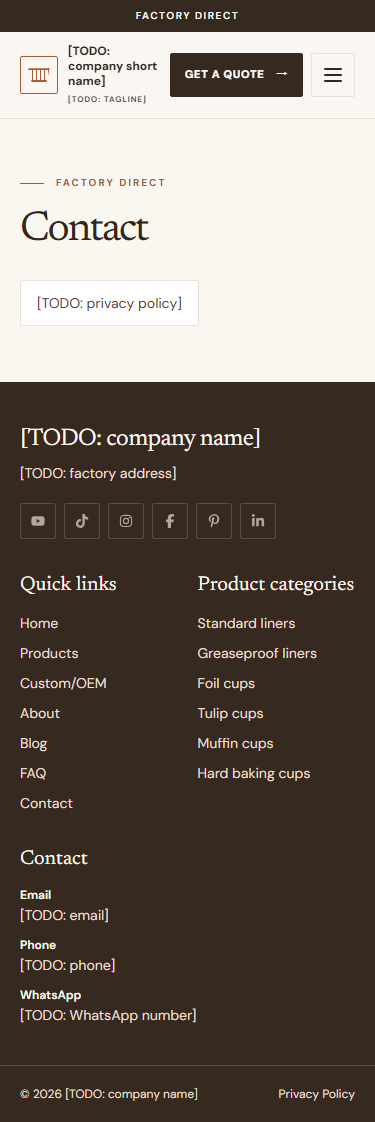 FACTORY DIRECT
[TODO:
company short
name]
[TODO: TAGLINE]
GET A QUOTE →
FACTORY DIRECT
Contact
[TODO: privacy policy]
[TODO: company name]
[TODO: factory address]
Quick links
Home
Products
Custom/OEM
About
Blog
FAQ
Contact
Product categories
Standard liners
Greaseproof liners
Foil cups
Tulip cups
Muffin cups
Hard baking cups
Contact
Email
[TODO: email]
Phone
[TODO: phone]
WhatsApp
[TODO: WhatsApp number]
© 2026 [TODO: company name]
Privacy Policy